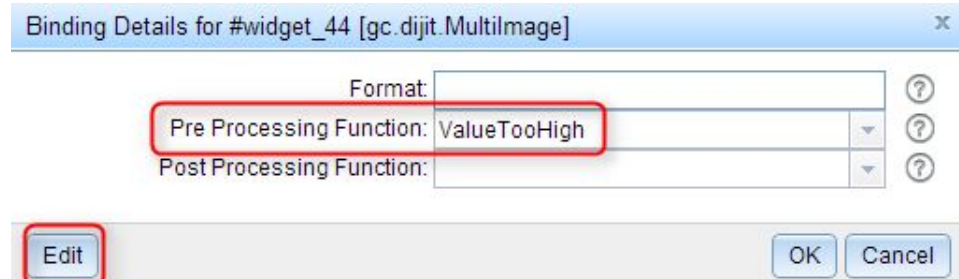 Binding Details for #widget_44 [gc.dijit.MultiImage] x
Format: ?
Pre Processing Function: ValueTooHigh ?
Post Processing Function: ?
Edit OK Cancel